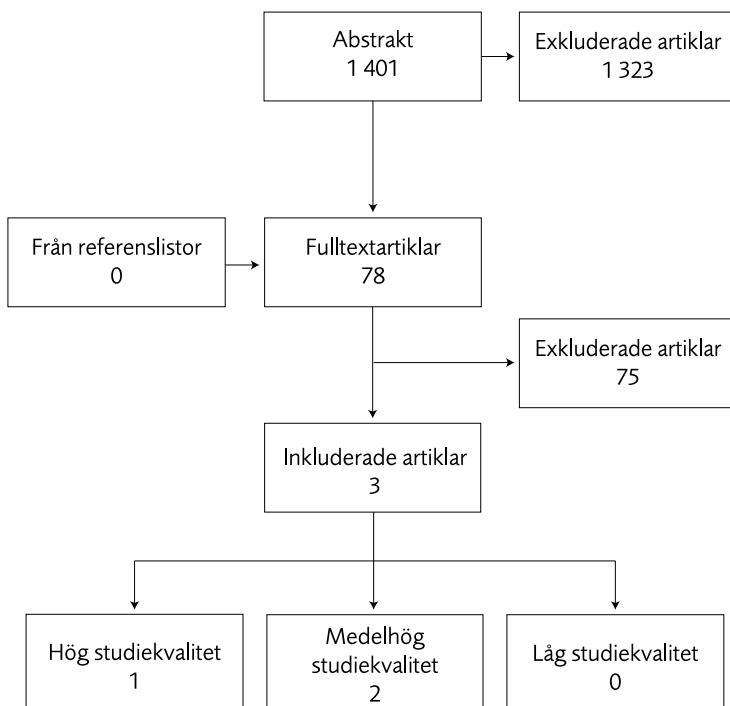 Abstrakt
1 401
Exkluderade artiklar
1 323
Från referenslistor
0
Fulltextartiklar
78
Exkluderade artiklar
75
Inkluderade artiklar
3
Hög studiekvalitet
1
Medelhög
studiekvalitet
2
Låg studiekvalitet
0